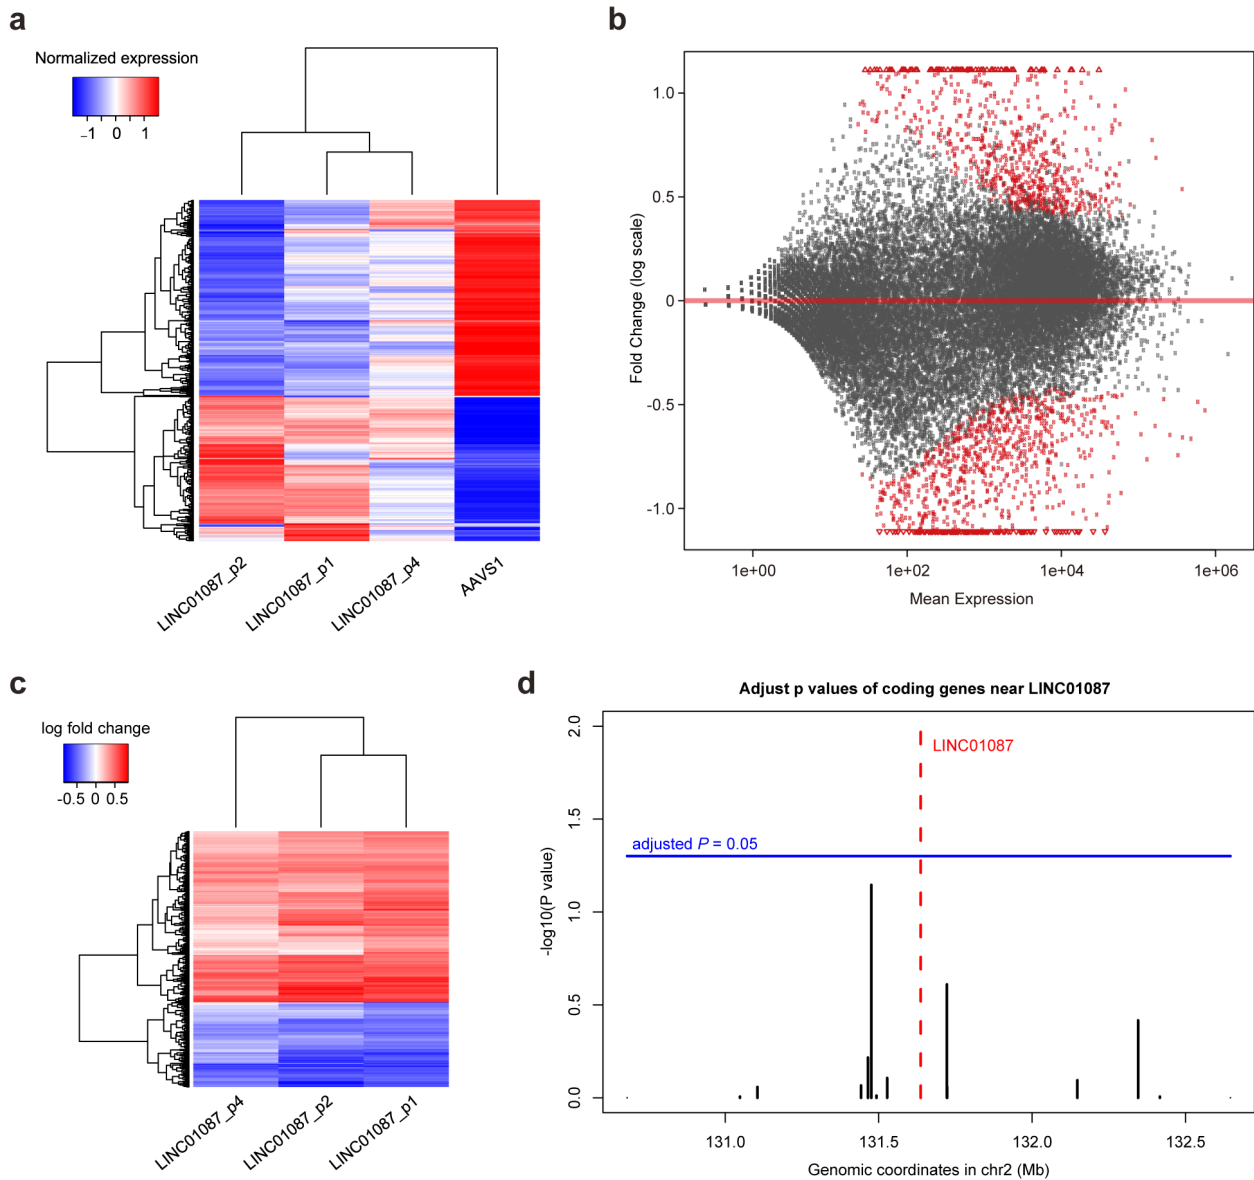 a
Normalized expression
−1 0 1
LINC01087_p2
LINC01087_p1
LINC01087_p4
AAVS1
b
Fold Change (log scale)
1.0
0.5
0
-0.5
-1.0
1e+00 1e+02 1e+04 1e+06
Mean Expression
c
log fold change
-0.5 0 0.5
LINC01087_p4
LINC01087_p2
LINC01087_p1
d
Adjust p values of coding genes near LINC01087
-log10(P value)
2.0
1.5
1.0
0.5
0.0
LINC01087
adjusted P = 0.05
131.0 131.5 132.0 132.5
Genomic coordinates in chr2 (Mb)